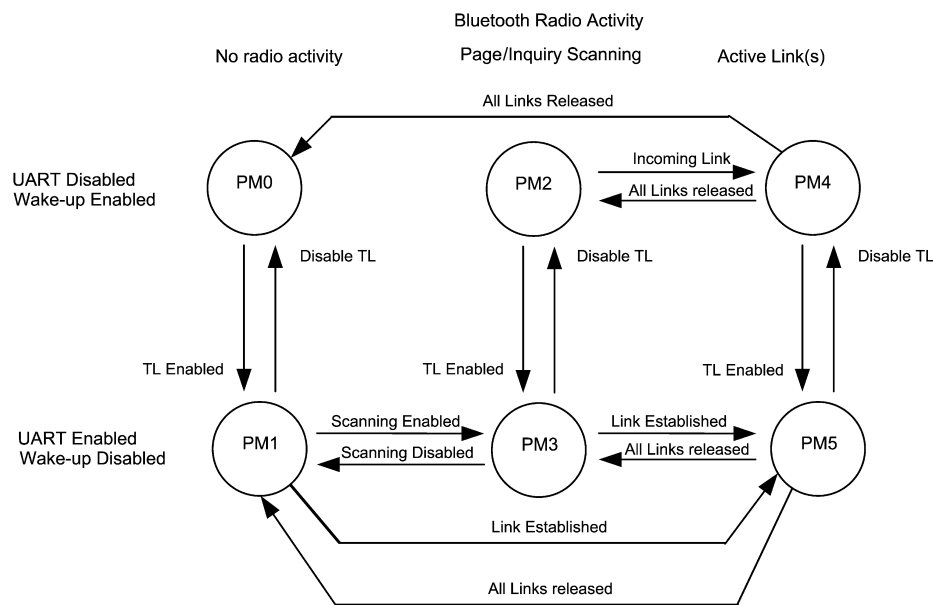 Bluetooth Radio Activity
No radio activity
Page/Inquiry Scanning
Active Link(s)
All Links Released
UART Disabled
Wake-up Enabled
PM0
PM2
Incoming Link
All Links released
PM4
Disable TL
Disable TL
Disable TL
TL Enabled
TL Enabled
TL Enabled
UART Enabled
Wake-up Disabled
PM1
Scanning Enabled
Scanning Disabled
PM3
Link Established
All Links released
PM5
Link Established
All Links released